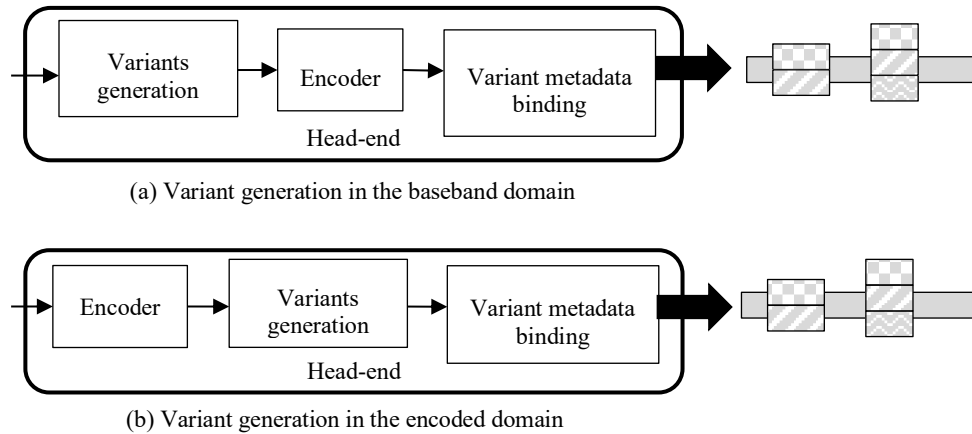 Variants
generation
Encoder
Variant metadata
binding
Head-end
(a) Variant generation in the baseband domain
Encoder
Variants
generation
Variant metadata
binding
Head-end
(b) Variant generation in the encoded domain